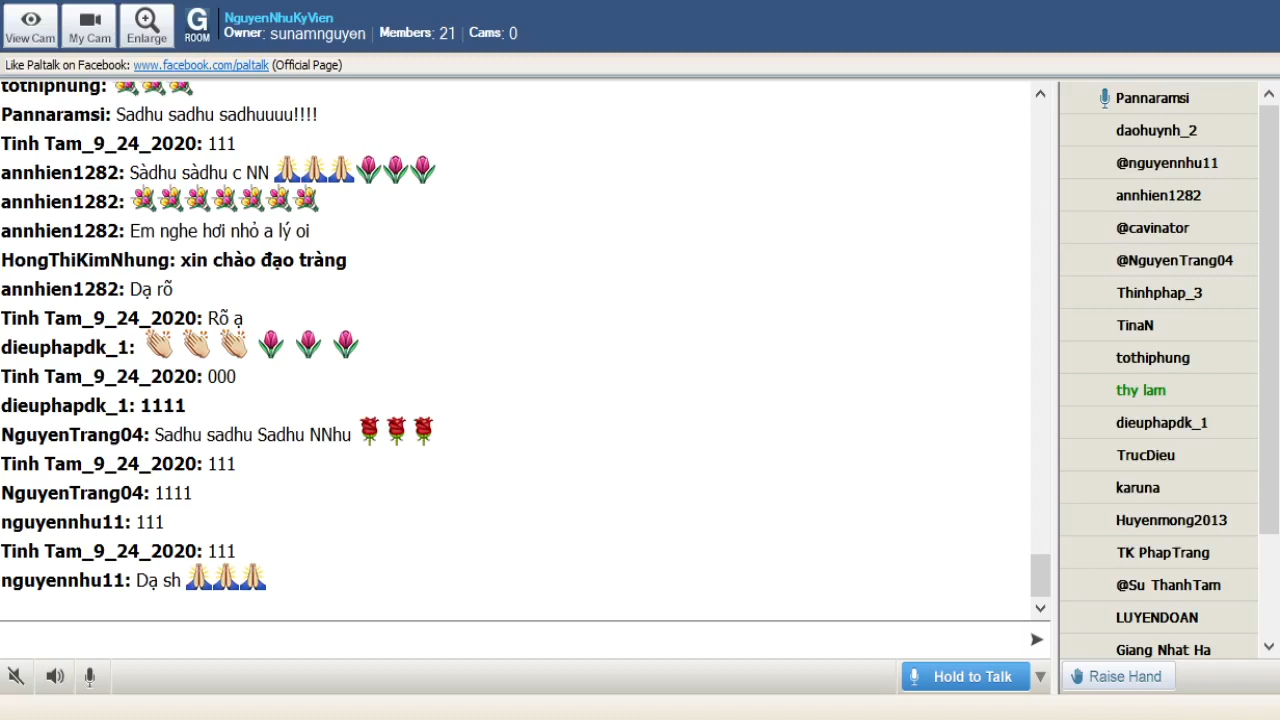 View Cam
My Cam
Enlarge
G
ROOM
NguyenNhuKyVien
Owner: sunamnguyen | Members: 21 | Cams: 0
Like Paltalk on Facebook: www.facebook.com/paltalk (Official Page)
tothiphung:
Pannaramsi: Sadhu sadhu sadhuuuu!!!!
Tinh Tam_9_24_2020: 111
annhien1282: Sàdhu sàdhu c NN
annhien1282:
annhien1282: Em nghe hơi nhỏ a lý oi
HongThiKimNhung: xin chào đạo tràng
annhien1282: Dạ rõ
Tinh Tam_9_24_2020: Rõ ạ
dieuphapdk_1:
Tinh Tam_9_24_2020: 000
dieuphapdk_1: 1111
NguyenTrang04: Sadhu sadhu Sadhu NNhu
Tinh Tam_9_24_2020: 111
NguyenTrang04: 1111
nguyennhu11: 111
Tinh Tam_9_24_2020: 111
nguyennhu11: Dạ sh
Pannaramsi
daohuynh_2
@nguyennhu11
annhien1282
@cavinator
@NguyenTrang04
Thinhphap_3
TinaN
tothiphung
thy lam
dieuphapdk_1
TrucDieu
karuna
Huyenmong2013
TK PhapTrang
@Su ThanhTam
LUYENDOAN
Giang Nhat Ha
Hold to Talk
Raise Hand